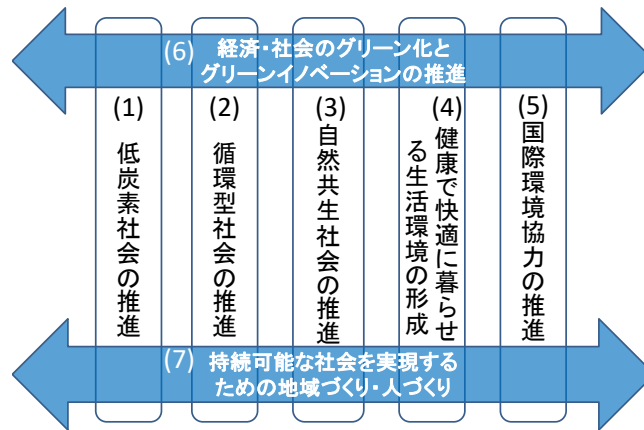 (6) 経済・社会のグリーン化と
グリーンイノベーションの推進
(1)
低炭素社会の推進
(2)
循環型社会の推進
(3)
自然共生社会の推進
(4)
健康で快適に暮らせ
る生活環境の形成
(5)
国際環境協力の推進
(7) 持続可能な社会を実現する
ための地域づくり・人づくり